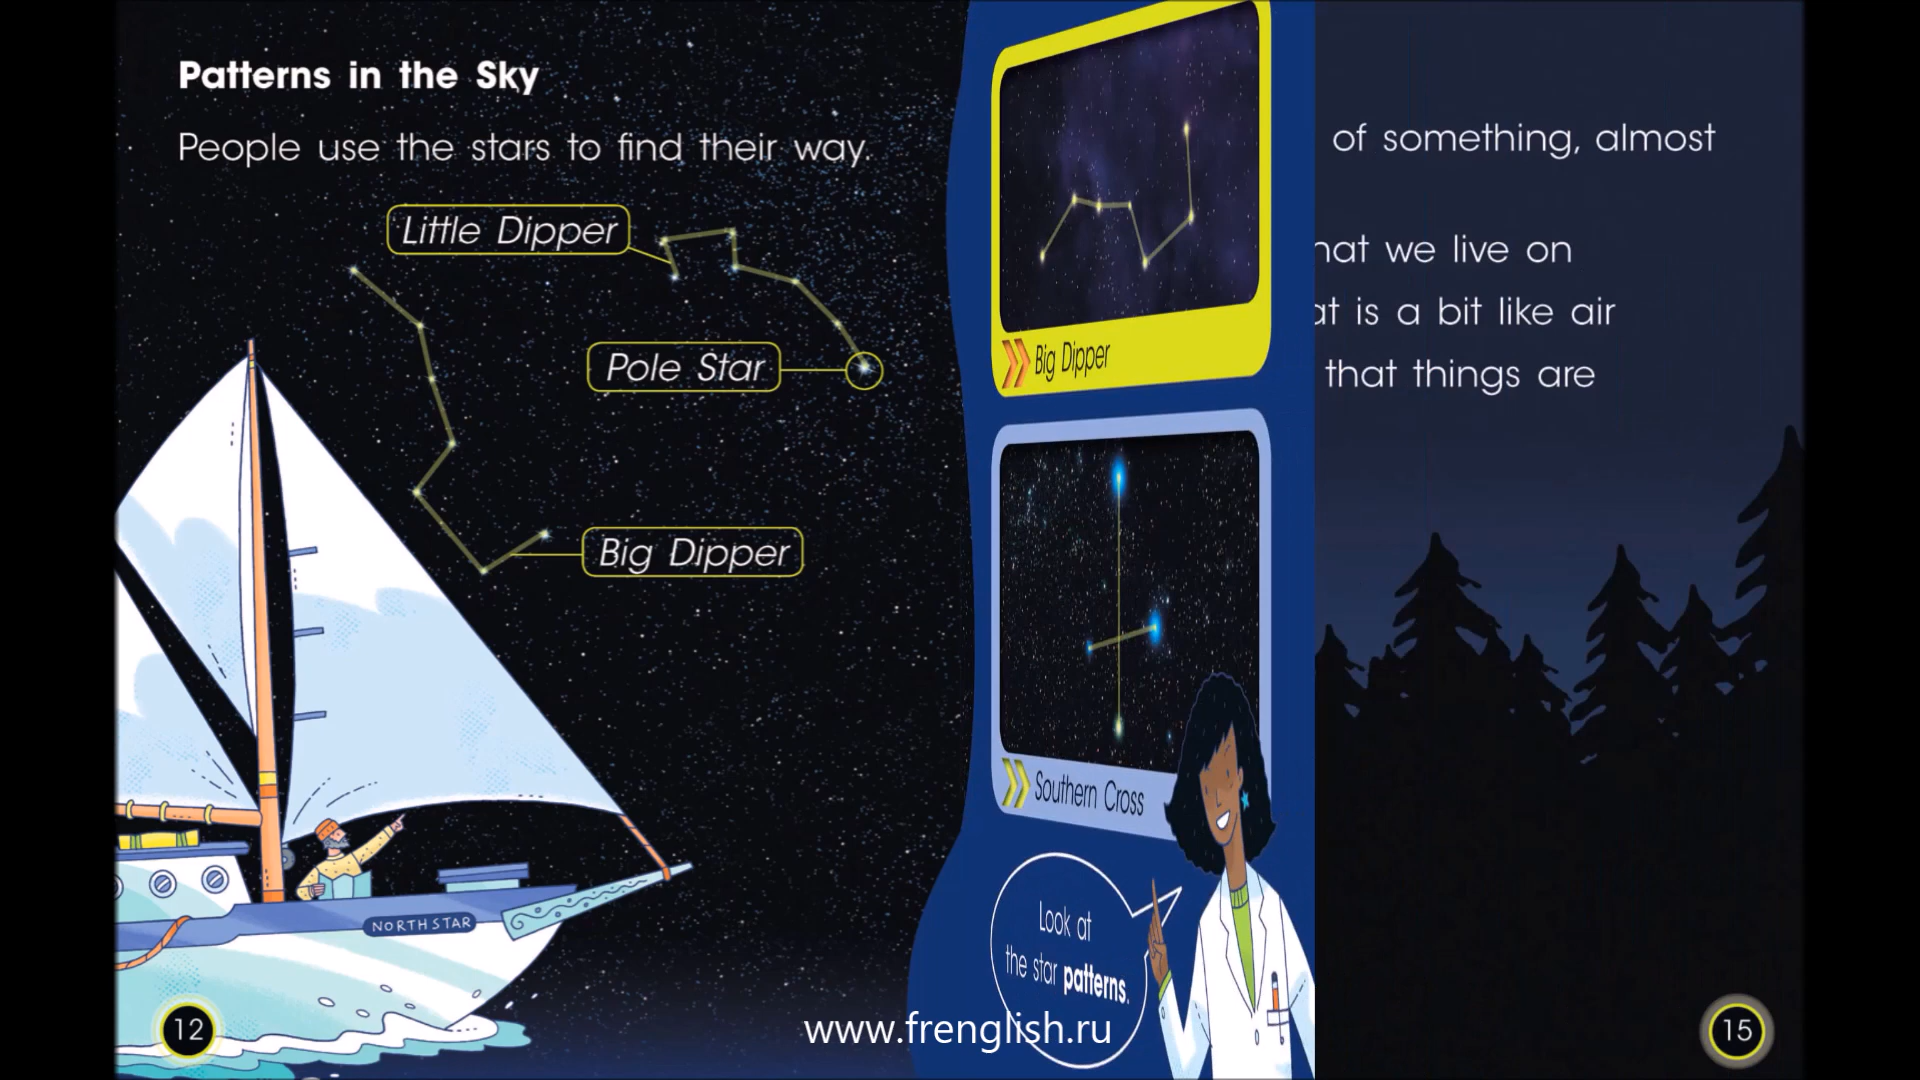 Patterns in the Sky
People use the stars to find their way.
Little Dipper
Pole Star
Big Dipper
NORTH STAR
12
Big Dipper
Southern Cross
Look at
the star patterns.
of something, almost
we live on
is a bit like air
that things are
15
www.frenglish.ru